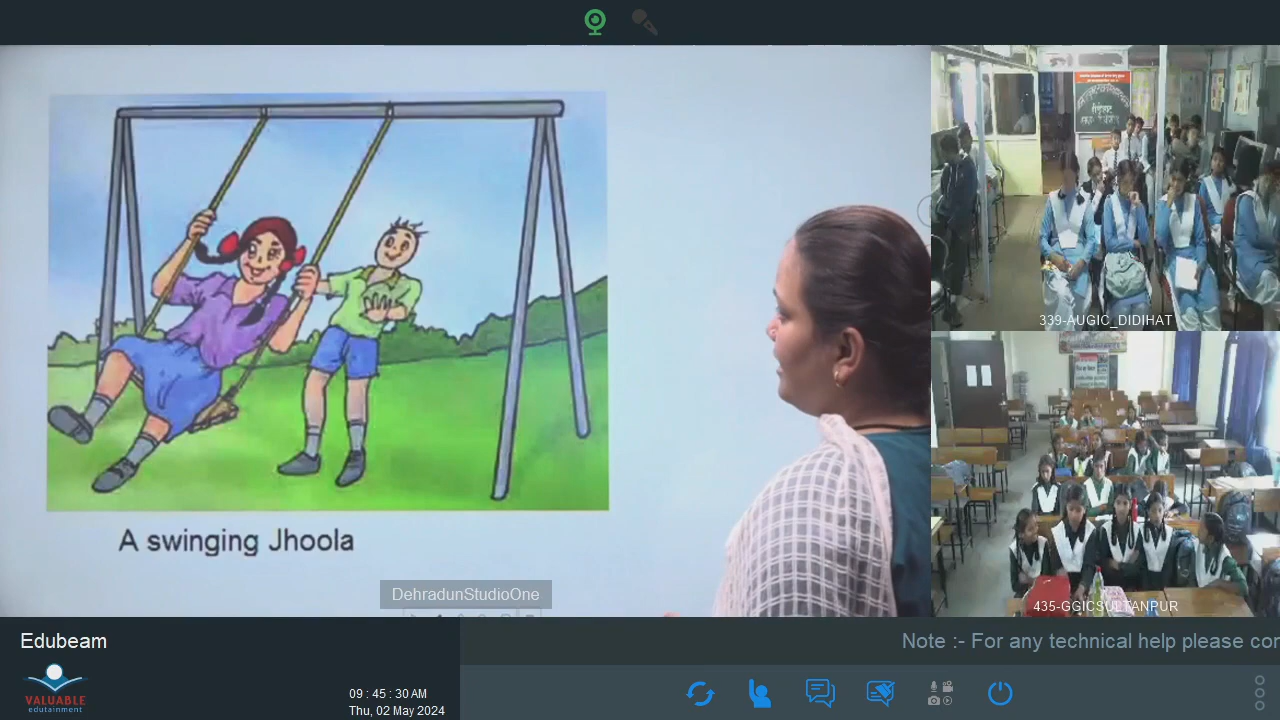 339-AUGIC_DIDIHAT
A swinging Jhoola
DehradunStudioOne
435-GGICSULTANPUR
Edubeam
Note :- For any technical help please cor
VALUABLE
edutainment
09 : 45 : 30 AM
Thu, 02 May 2024